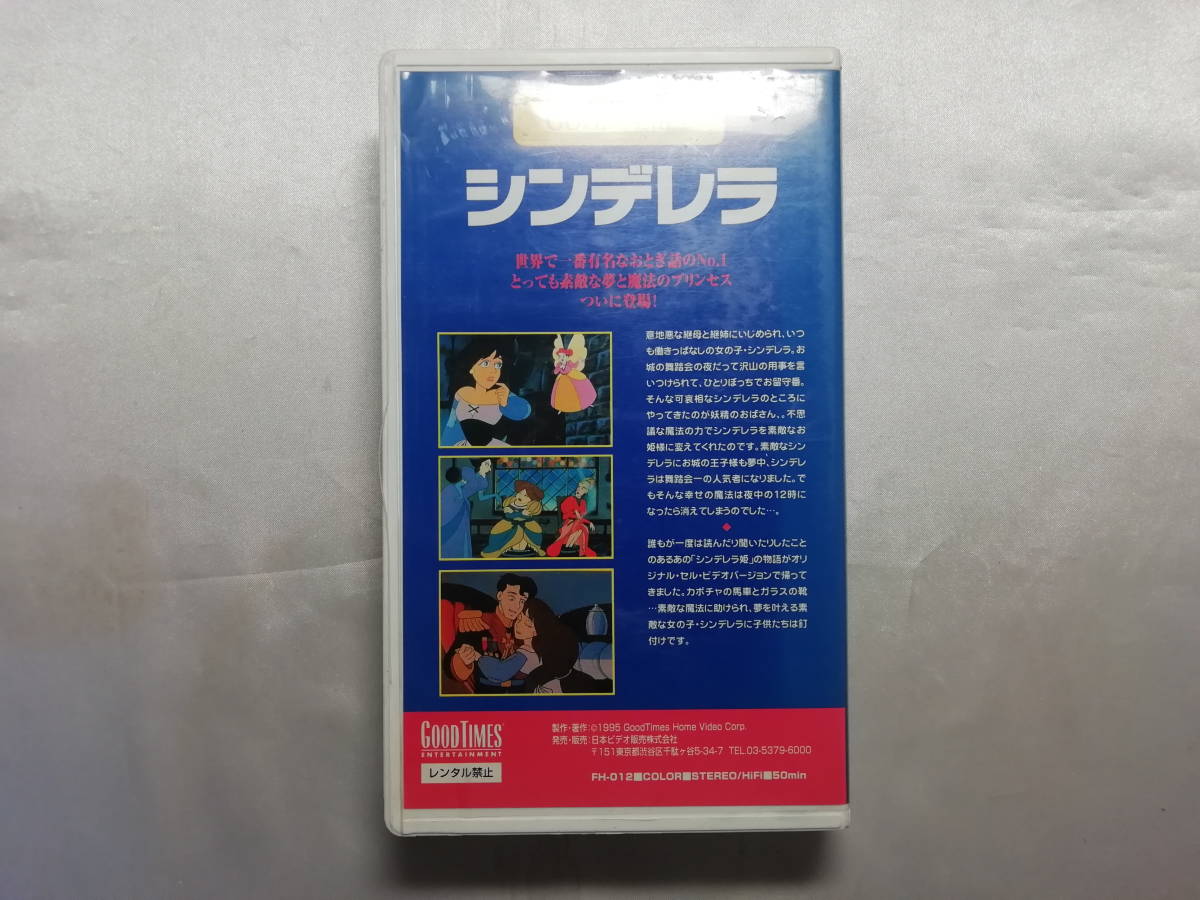 シンデレラ
世界で一番有名なおとぎ話のNo.1
とっても素敵な夢と魔法のプリンセス
ついに登場!
意地悪な継母と継姉にいじめられ、いつ
も働きっぱなしの女の子・シンデレラ。お
城の舞踏会の夜だって沢山の用事を言
いつけられて、ひとりぼっちでお留守番。
そんな可哀相なシンデレラのところに
やってきたのが妖精のおばさん、。不思
議な魔法の力でシンデレラを素敵なお
姫様に変えてくれたのです。素敵なシン
デレラにお城の王子様も夢中、シンデレ
ラは舞踏会一の人気者になりました。で
もそんな幸せの魔法は夜中の12時に
なったら消えてしまうのでした…。
誰もが一度は読んだり聞いたりしたこと
のあるあの「シンデレラ姫」の物語がオリ
ジナル・セル・ビデオバージョンで帰って
きました。カボチャの馬車とガラスの靴
…素敵な魔法に助けられ、夢を叶える素
敵な女の子・シンデレラに子供たちは釘
付けです。
GOODTIMES
ENTERTAINMENT
レンタル禁止
製作・著作:©1995 GoodTimes Home Video Corp.
発売・販売:日本ビデオ販売株式会社
〒151東京都渋谷区千駄ヶ谷5-34-7 TEL.03-5379-6000
FH-012■COLOR■STEREO/HiFi■50min